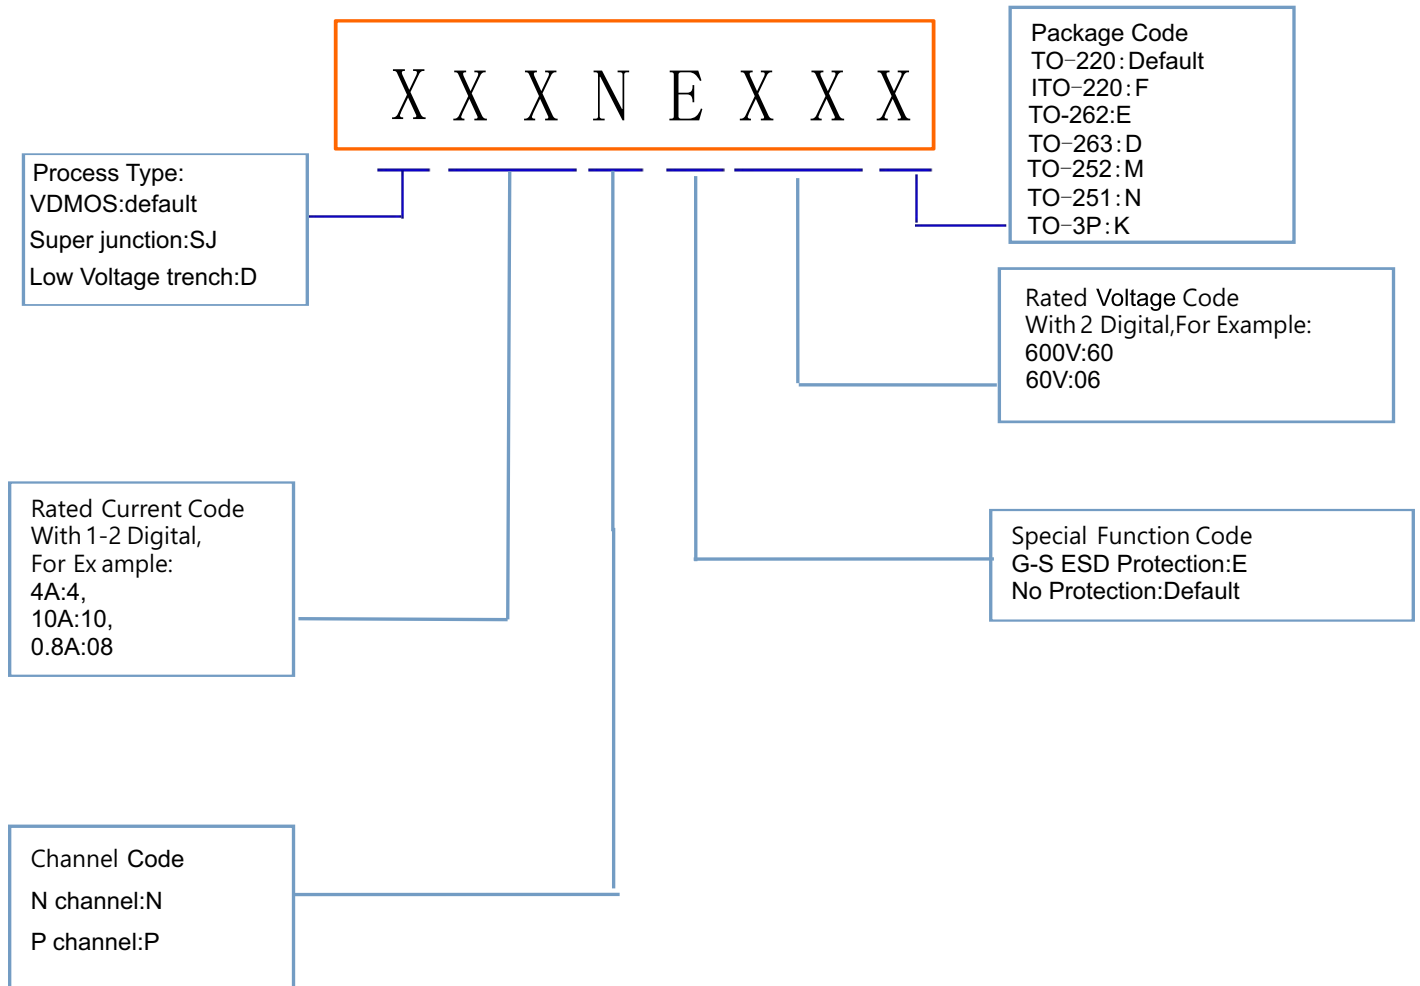 X X X N E X X X
Process Type:
VDMOS:default
Super junction:SJ
Low Voltage trench:D
Package Code
TO-220:Default
ITO-220:F
TO-262:E
TO-263:D
TO-252:M
TO-251:N
TO-3P:K
Rated Voltage Code
With 2 Digital,For Example:
600V:60
60V:06
Rated Current Code
With 1-2 Digital,
For Ex ample:
4A:4,
10A:10,
0.8A:08
Special Function Code
G-S ESD Protection:E
No Protection:Default
Channel Code
N channel:N
P channel:P